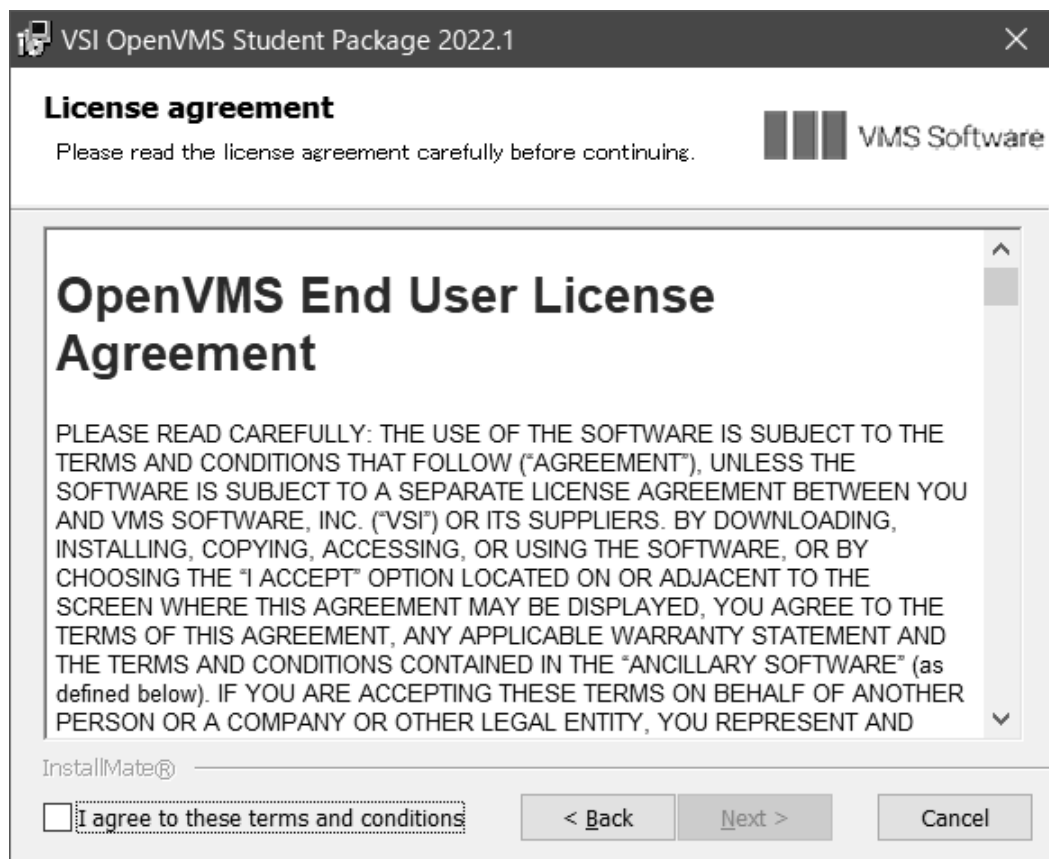 VSI OpenVMS Student Package 2022.1
License agreement
Please read the license agreement carefully before continuing.
VMS Software
OpenVMS End User License
Agreement
PLEASE READ CAREFULLY: THE USE OF THE SOFTWARE IS SUBJECT TO THE
TERMS AND CONDITIONS THAT FOLLOW (“AGREEMENT”), UNLESS THE
SOFTWARE IS SUBJECT TO A SEPARATE LICENSE AGREEMENT BETWEEN YOU
AND VMS SOFTWARE, INC. (“VSI”) OR ITS SUPPLIERS. BY DOWNLOADING,
INSTALLING, COPYING, ACCESSING, OR USING THE SOFTWARE, OR BY
CHOOSING THE “I ACCEPT” OPTION LOCATED ON OR ADJACENT TO THE
SCREEN WHERE THIS AGREEMENT MAY BE DISPLAYED, YOU AGREE TO THE
TERMS OF THIS AGREEMENT, ANY APPLICABLE WARRANTY STATEMENT AND
THE TERMS AND CONDITIONS CONTAINED IN THE “ANCILLARY SOFTWARE” (as
defined below). IF YOU ARE ACCEPTING THESE TERMS ON BEHALF OF ANOTHER
PERSON OR A COMPANY OR OTHER LEGAL ENTITY, YOU REPRESENT AND
InstallMate®
I agree to these terms and conditions
< Back
Next >
Cancel